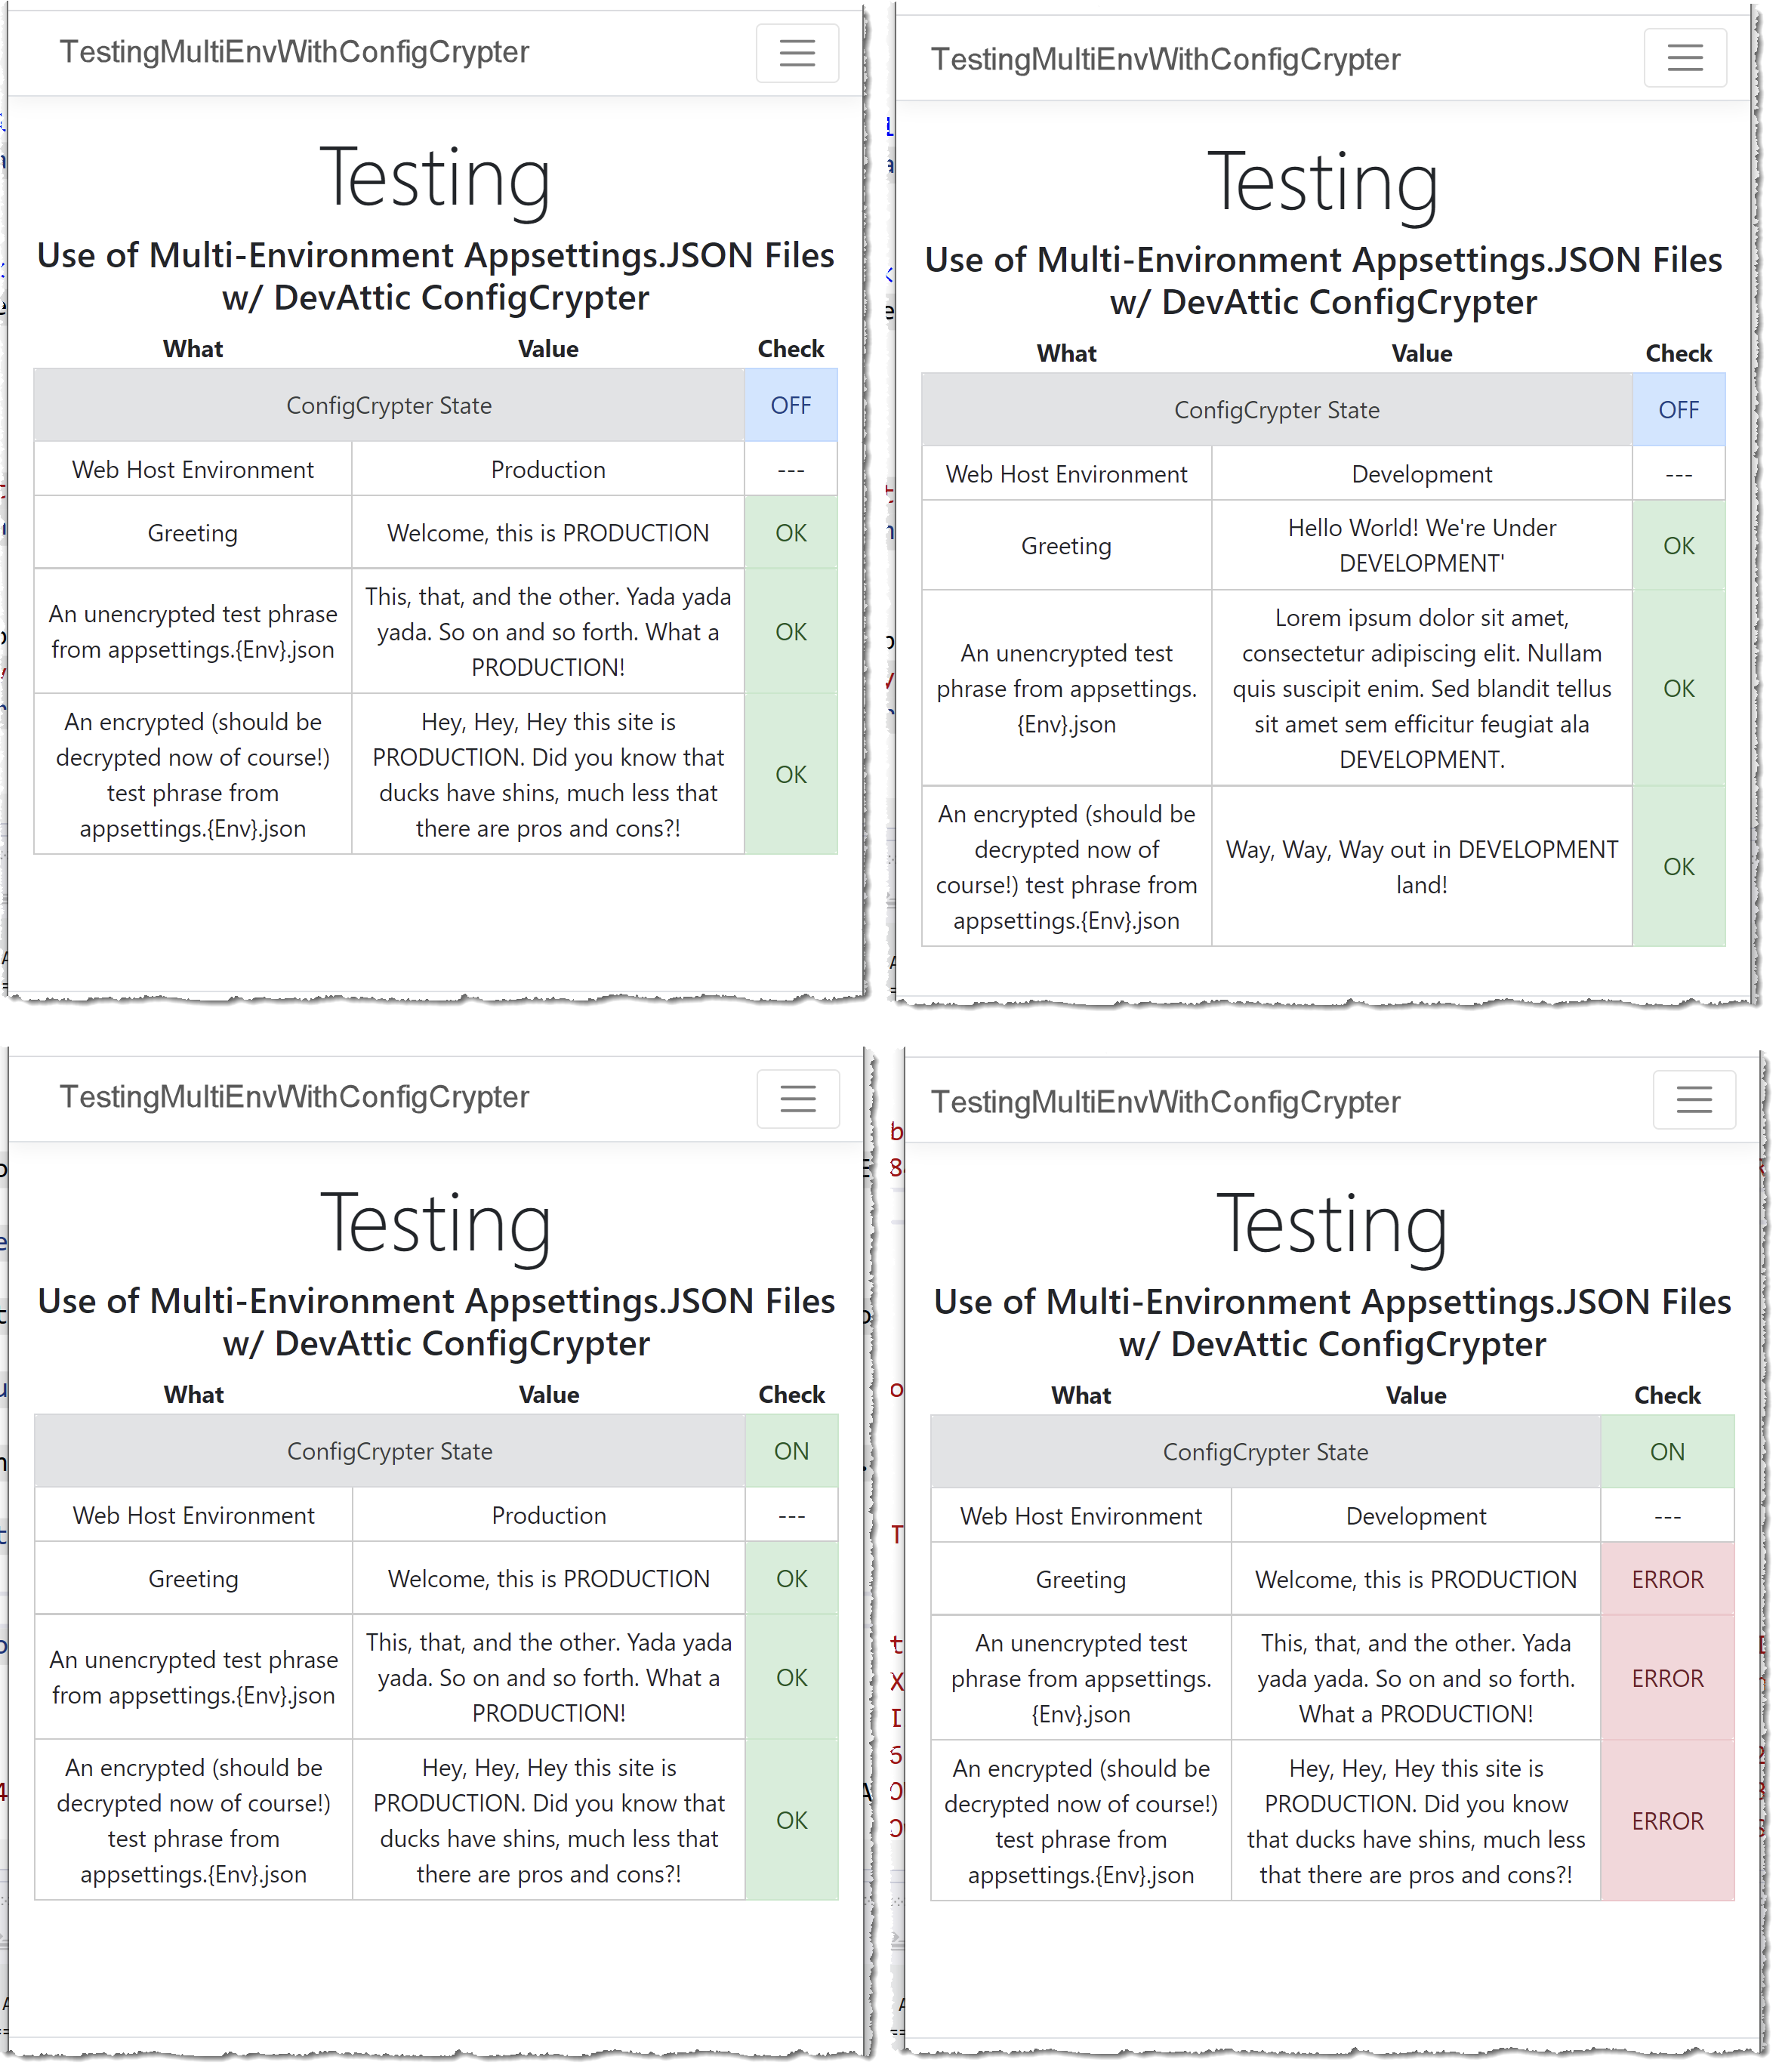 TestingMultiEnvWithConfigCrypter
Testing
Use of Multi-Environment Appsettings.JSON Files
w/ DevAttic ConfigCrypter
What Value Check
ConfigCrypter State OFF
Web Host Environment Production ---
Greeting Welcome, this is PRODUCTION OK
An unencrypted test phrase
from appsettings.{Env}.json
This, that, and the other. Yada yada
yada. So on and so forth. What a
PRODUCTION!
OK
An encrypted (should be
decrypted now of course!)
test phrase from
appsettings.{Env}.json
Hey, Hey, Hey this site is
PRODUCTION. Did you know that
ducks have shins, much less that
there are pros and cons?!
OK
TestingMultiEnvWithConfigCrypter
Testing
Use of Multi-Environment Appsettings.JSON Files
w/ DevAttic ConfigCrypter
What Value Check
ConfigCrypter State OFF
Web Host Environment Development ---
Greeting
Hello World! We're Under
DEVELOPMENT'
OK
An unencrypted test
phrase from appsettings.
{Env}.json
Lorem ipsum dolor sit amet,
consectetur adipiscing elit. Nullam
quis suscipit enim. Sed blandit tellus
sit amet sem efficitur feugiat ala
DEVELOPMENT.
OK
An encrypted (should be
decrypted now of
course!) test phrase from
appsettings.{Env}.json
Way, Way, Way out in DEVELOPMENT
land!
OK
TestingMultiEnvWithConfigCrypter
Testing
Use of Multi-Environment Appsettings.JSON Files
w/ DevAttic ConfigCrypter
What Value Check
ConfigCrypter State ON
Web Host Environment Production ---
Greeting Welcome, this is PRODUCTION OK
An unencrypted test phrase
from appsettings.{Env}.json
This, that, and the other. Yada yada
yada. So on and so forth. What a
PRODUCTION!
OK
An encrypted (should be
decrypted now of course!)
test phrase from
appsettings.{Env}.json
Hey, Hey, Hey this site is
PRODUCTION. Did you know that
ducks have shins, much less that
there are pros and cons?!
OK
TestingMultiEnvWithConfigCrypter
Testing
Use of Multi-Environment Appsettings.JSON Files
w/ DevAttic ConfigCrypter
What Value Check
ConfigCrypter State ON
Web Host Environment Development ---
Greeting Welcome, this is PRODUCTION ERROR
An unencrypted test
phrase from appsettings.
{Env}.json
This, that, and the other. Yada
yada yada. So on and so forth.
What a PRODUCTION!
ERROR
An encrypted (should be
decrypted now of course!)
test phrase from
appsettings.{Env}.json
Hey, Hey, Hey this site is
PRODUCTION. Did you know
that ducks have shins, much less
that there are pros and cons?!
ERROR